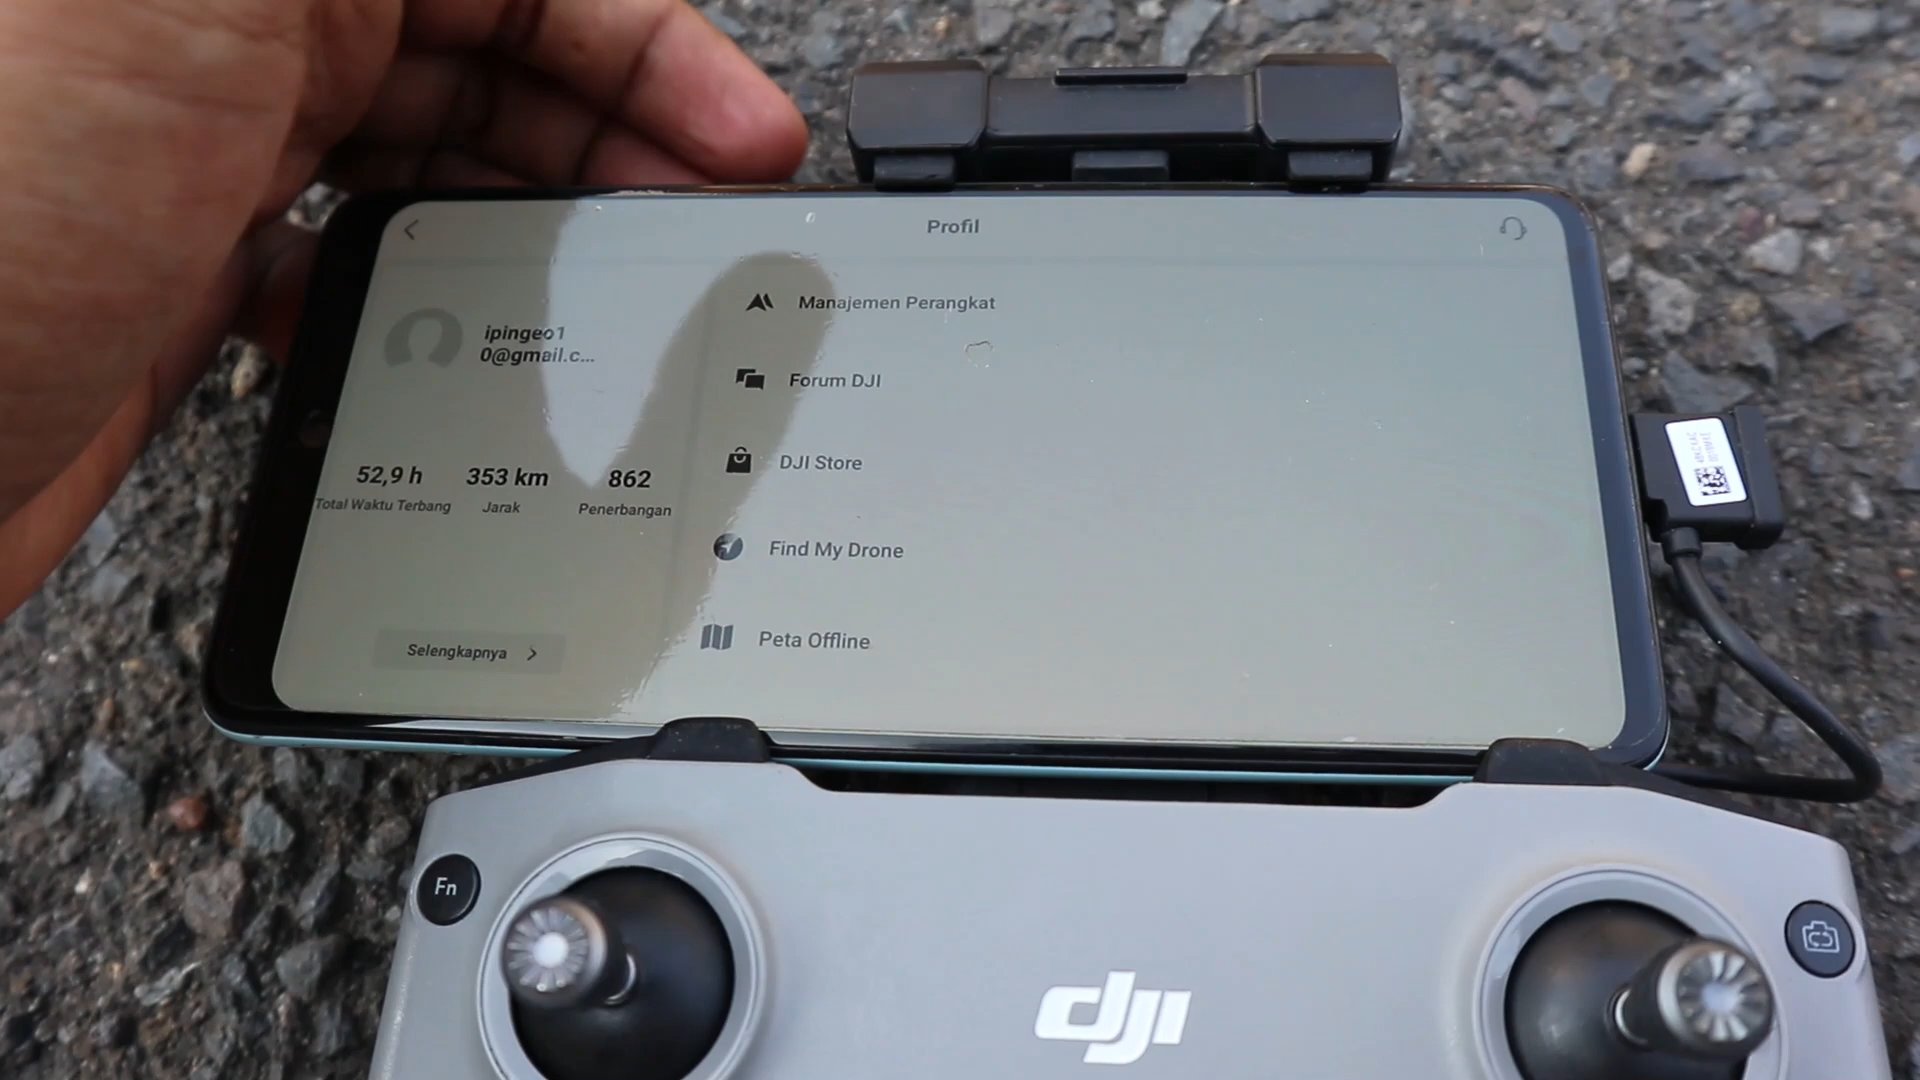 Profil
ipingeo1
0@gmail.c...
52,9 h
353 km
862
Total Waktu Terbang
Jarak
Penerbangan
Selengkapnya
Manajemen Perangkat
Forum DJI
DJI Store
Find My Drone
Peta Offline
Fn
dji